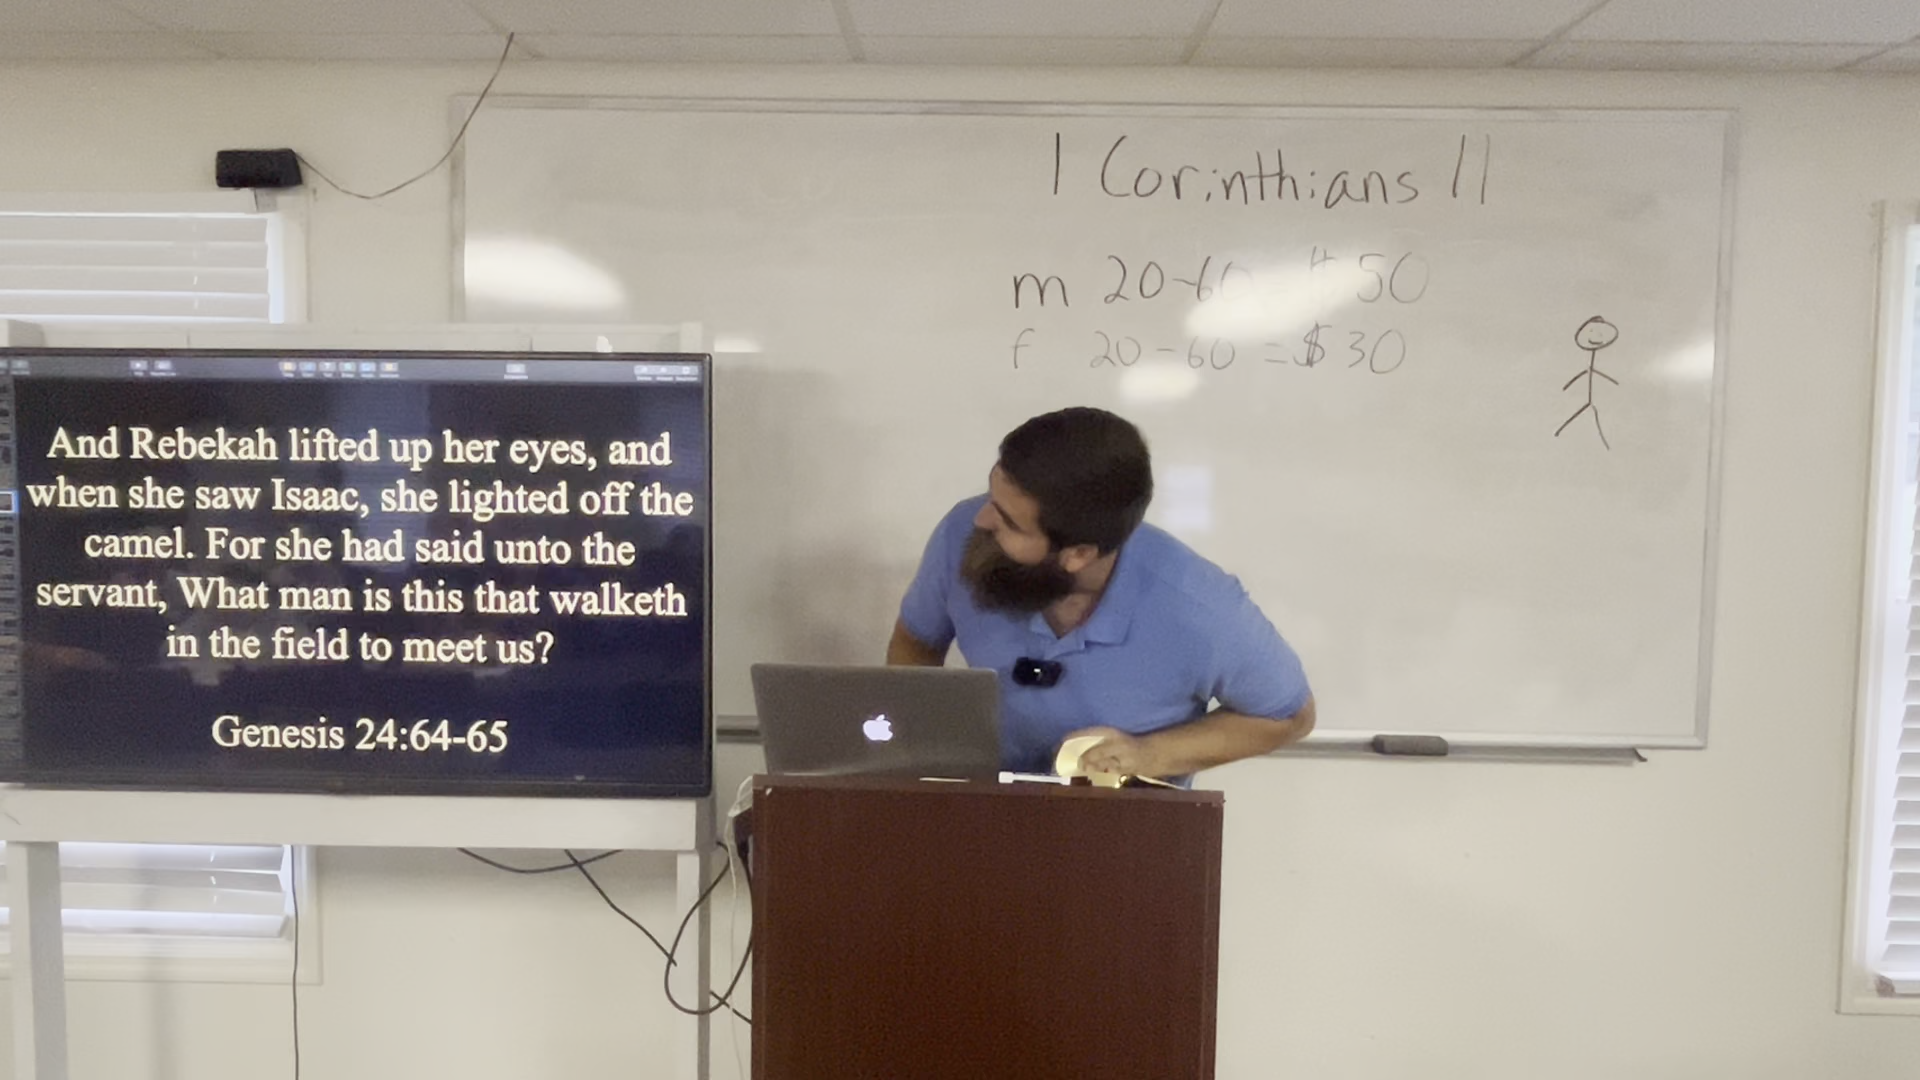 1 Corinthians 11
m 20-60 $ 50
f 20-60 = $ 30
And Rebekah lifted up her eyes, and
when she saw Isaac, she lighted off the
camel. For she had said unto the
servant, What man is this that walketh
in the field to meet us?
Genesis 24:64-65